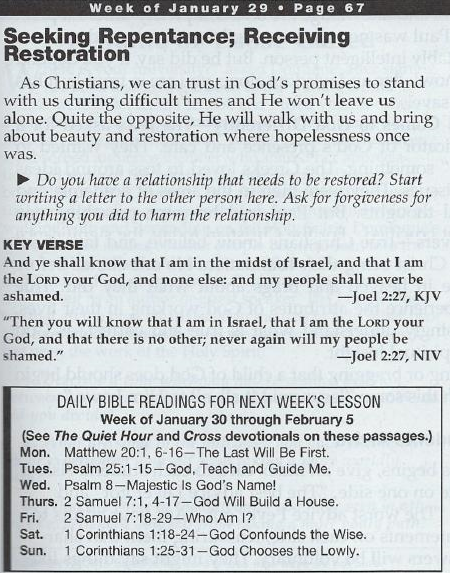 Week of January 29 • Page 67
Seeking Repentance; Receiving
Restoration
As Christians, we can trust in God's promises to stand
with us during difficult times and He won't leave us
alone. Quite the opposite, He will walk with us and bring
about beauty and restoration where hopelessness once
was.
► Do you have a relationship that needs to be restored? Start
writing a letter to the other person here. Ask for forgiveness for
anything you did to harm the relationship.
KEY VERSE
And ye shall know that I am in the midst of Israel, and that I am
the LORD your God, and none else: and my people shall never be
ashamed. —Joel 2:27, KJV
"Then you will know that I am in Israel, that I am the LORD your
God, and that there is no other; never again will my people be
shamed." —Joel 2:27, NIV
DAILY BIBLE READINGS FOR NEXT WEEK'S LESSON
Week of January 30 through February 5
(See The Quiet Hour and Cross devotionals on these passages.)
Mon. Matthew 20:1, 6-16—The Last Will Be First.
Tues. Psalm 25:1-15—God, Teach and Guide Me.
Wed. Psalm 8—Majestic Is God's Name!
Thurs. 2 Samuel 7:1, 4-17—God Will Build a House.
Fri. 2 Samuel 7:18-29—Who Am I?
Sat. 1 Corinthians 1:18-24—God Confounds the Wise.
Sun. 1 Corinthians 1:25-31—God Chooses the Lowly.